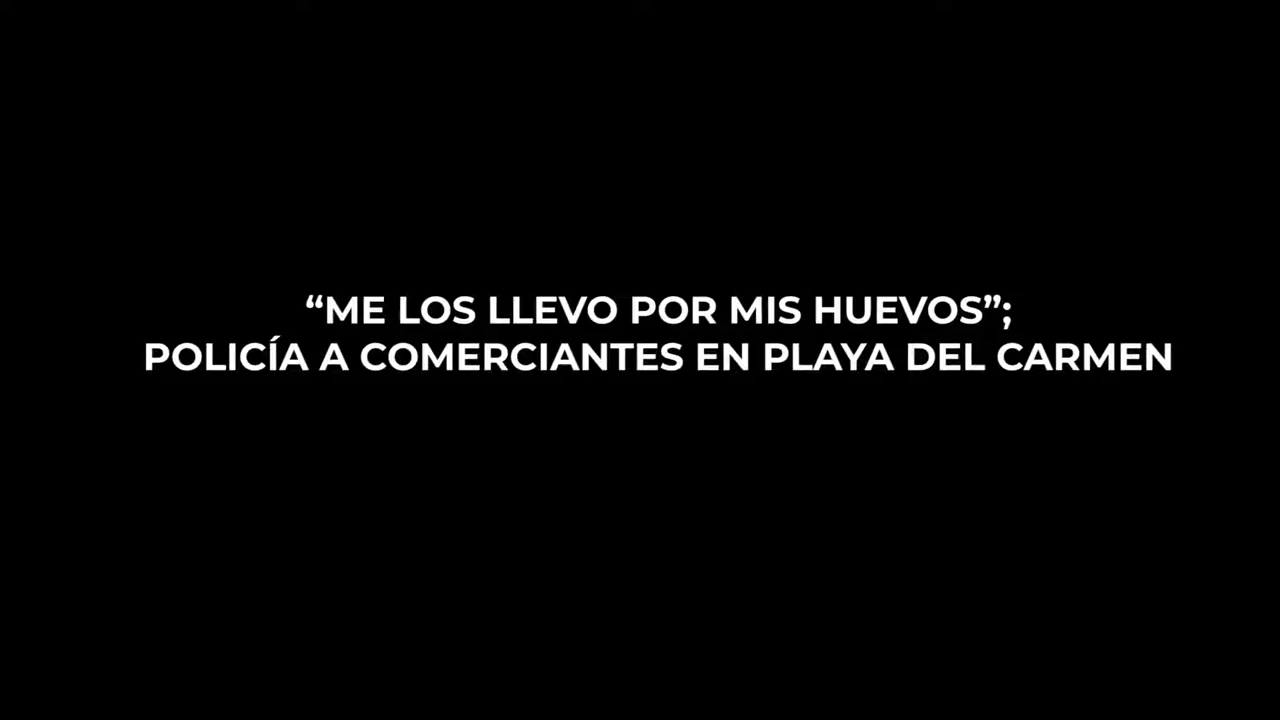 “ME LOS LLEVO POR MIS HUEVOS”;
POLICÍA A COMERCIANTES EN PLAYA DEL CARMEN